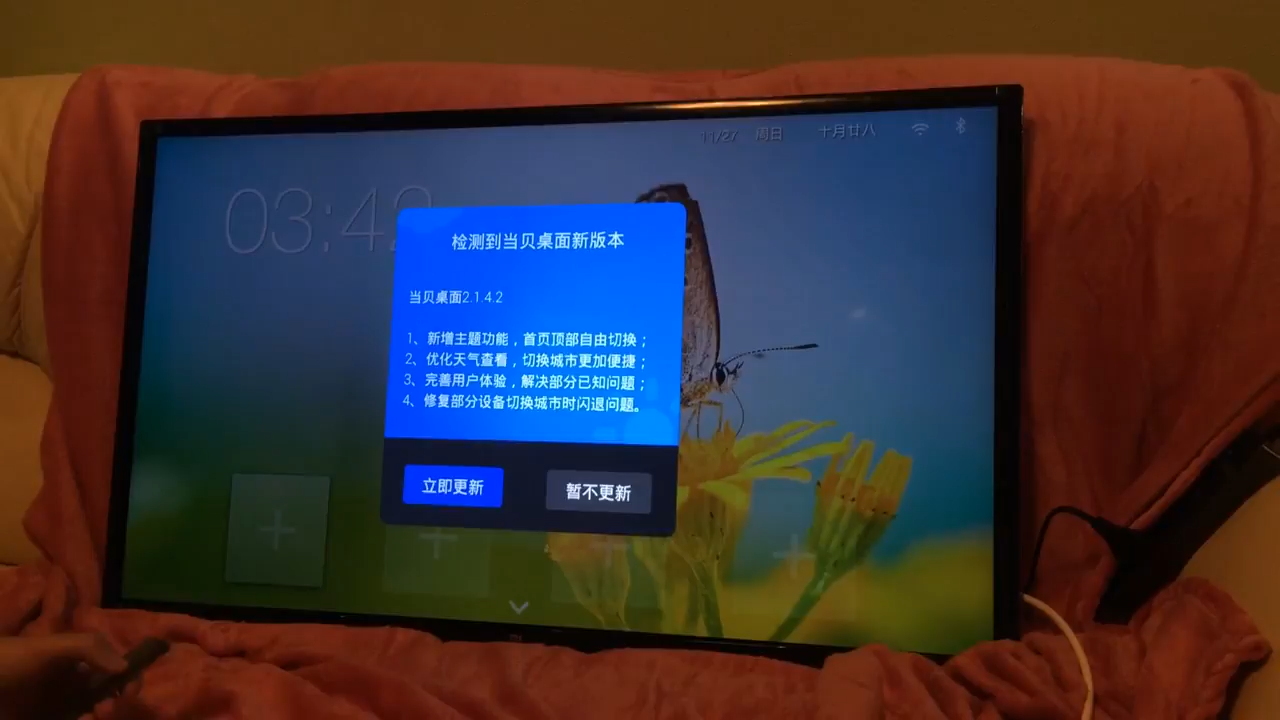 11/27 周日 十月廿八
03:42
检测到当贝桌面新版本
当贝桌面2.1.4.2
1、新增主题功能，首页顶部自由切换；
2、优化天气查看，切换城市更加便捷；
3、完善用户体验，解决部分已知问题；
4、修复部分设备切换城市时闪退问题。
立即更新
暂不更新